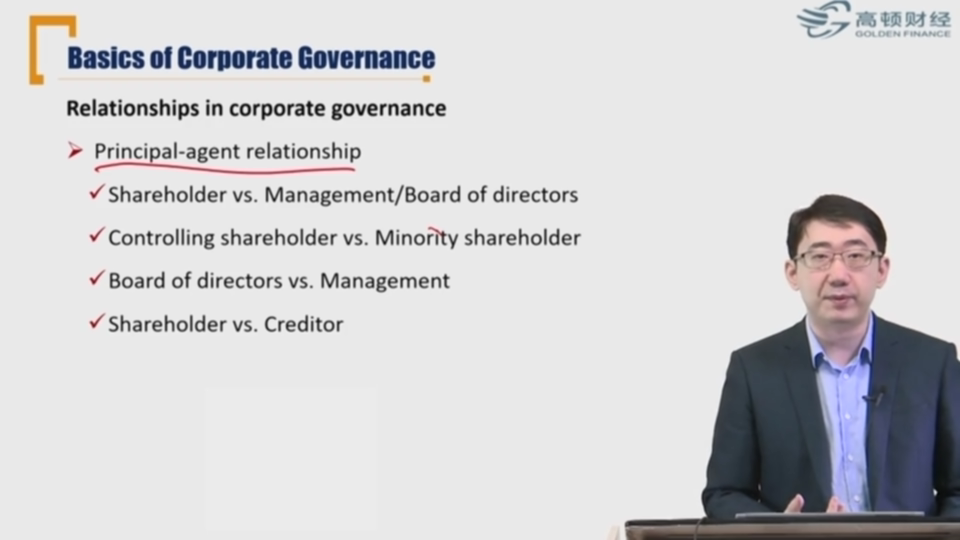 高顿财经
GOLDEN FINANCE
Basics of Corporate Governance
Relationships in corporate governance
Principal-agent relationship
Shareholder vs. Management/Board of directors
Controlling shareholder vs. Minority shareholder
Board of directors vs. Management
Shareholder vs. Creditor